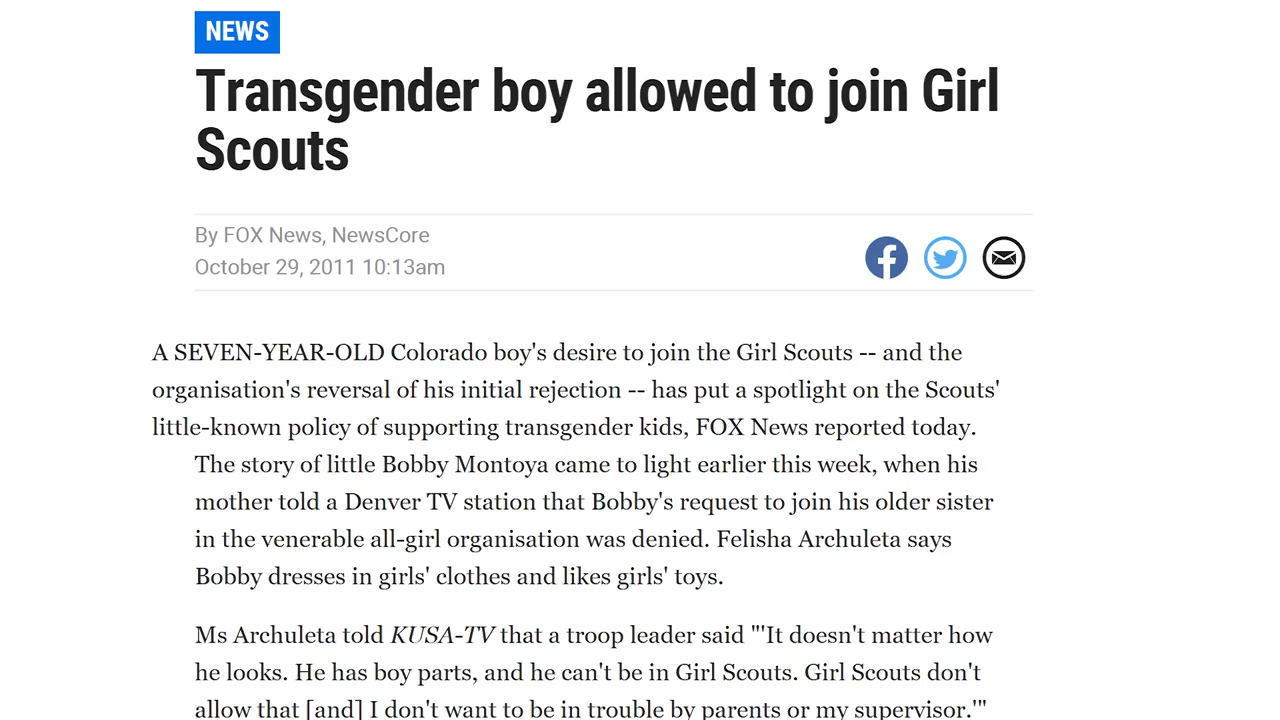 NEWS
Transgender boy allowed to join Girl
Scouts
By FOX News, NewsCore
October 29, 2011 10:13am
A SEVEN-YEAR-OLD Colorado boy's desire to join the Girl Scouts -- and the
organisation's reversal of his initial rejection -- has put a spotlight on the Scouts'
little-known policy of supporting transgender kids, FOX News reported today.
The story of little Bobby Montoya came to light earlier this week, when his
mother told a Denver TV station that Bobby's request to join his older sister
in the venerable all-girl organisation was denied. Felisha Archuleta says
Bobby dresses in girls' clothes and likes girls' toys.
Ms Archuleta told KUSA-TV that a troop leader said "'It doesn't matter how
he looks. He has boy parts, and he can't be in Girl Scouts. Girl Scouts don't
allow that [and] I don't want to be in trouble by parents or my supervisor.'"